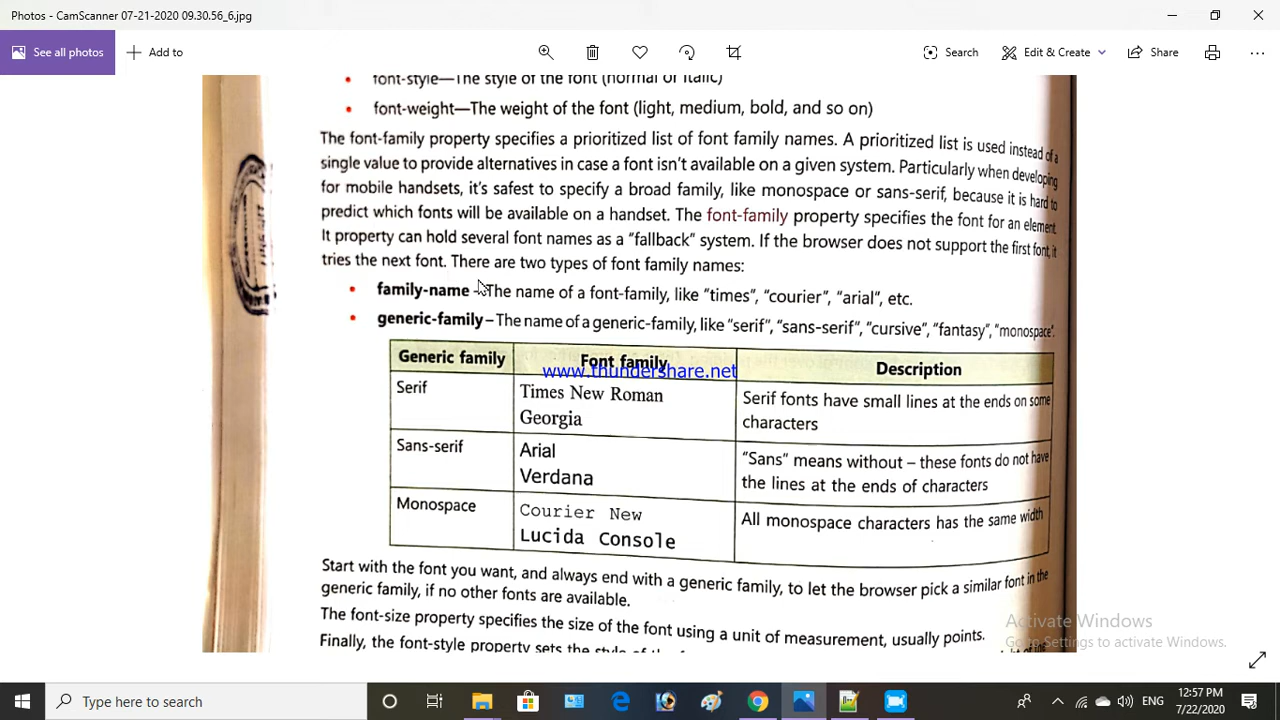 Photos - CamScanner 07-21-2020 09.30.56_6.jpg
See all photos
Add to
Search
Edit & Create
Share
• font-style—The style of the font (normal or italic)
• font-weight—The weight of the font (light, medium, bold, and so on)
The font-family property specifies a prioritized list of font family names. A prioritized list is used instead of a
single value to provide alternatives in case a font isn't available on a given system. Particularly when developing
for mobile handsets, it's safest to specify a broad family, like monospace or sans-serif, because it is hard to
predict which fonts will be available on a handset. The font-family property specifies the font for an element.
It property can hold several font names as a "fallback" system. If the browser does not support the first font, it
tries the next font. There are two types of font family names:
• family-name – The name of a font-family, like "times", "courier", "arial", etc.
• generic-family – The name of a generic-family, like "serif", "sans-serif", "cursive", "fantasy", "monospace".
Generic family Font family Description
www.thundershare.net
Serif Times New Roman Serif fonts have small lines at the ends on some
Georgia characters
Sans-serif Arial "Sans" means without – these fonts do not have
Verdana the lines at the ends of characters
Monospace Courier New All monospace characters has the same width
Lucida Console
Start with the font you want, and always end with a generic family, to let the browser pick a similar font in the
generic family, if no other fonts are available.
The font-size property specifies the size of the font using a unit of measurement, usually points.
Finally, the font-style property sets the style of the
Activate Windows
Go to Settings to activate Windows.
Type here to search
ENG
12:57 PM
7/22/2020